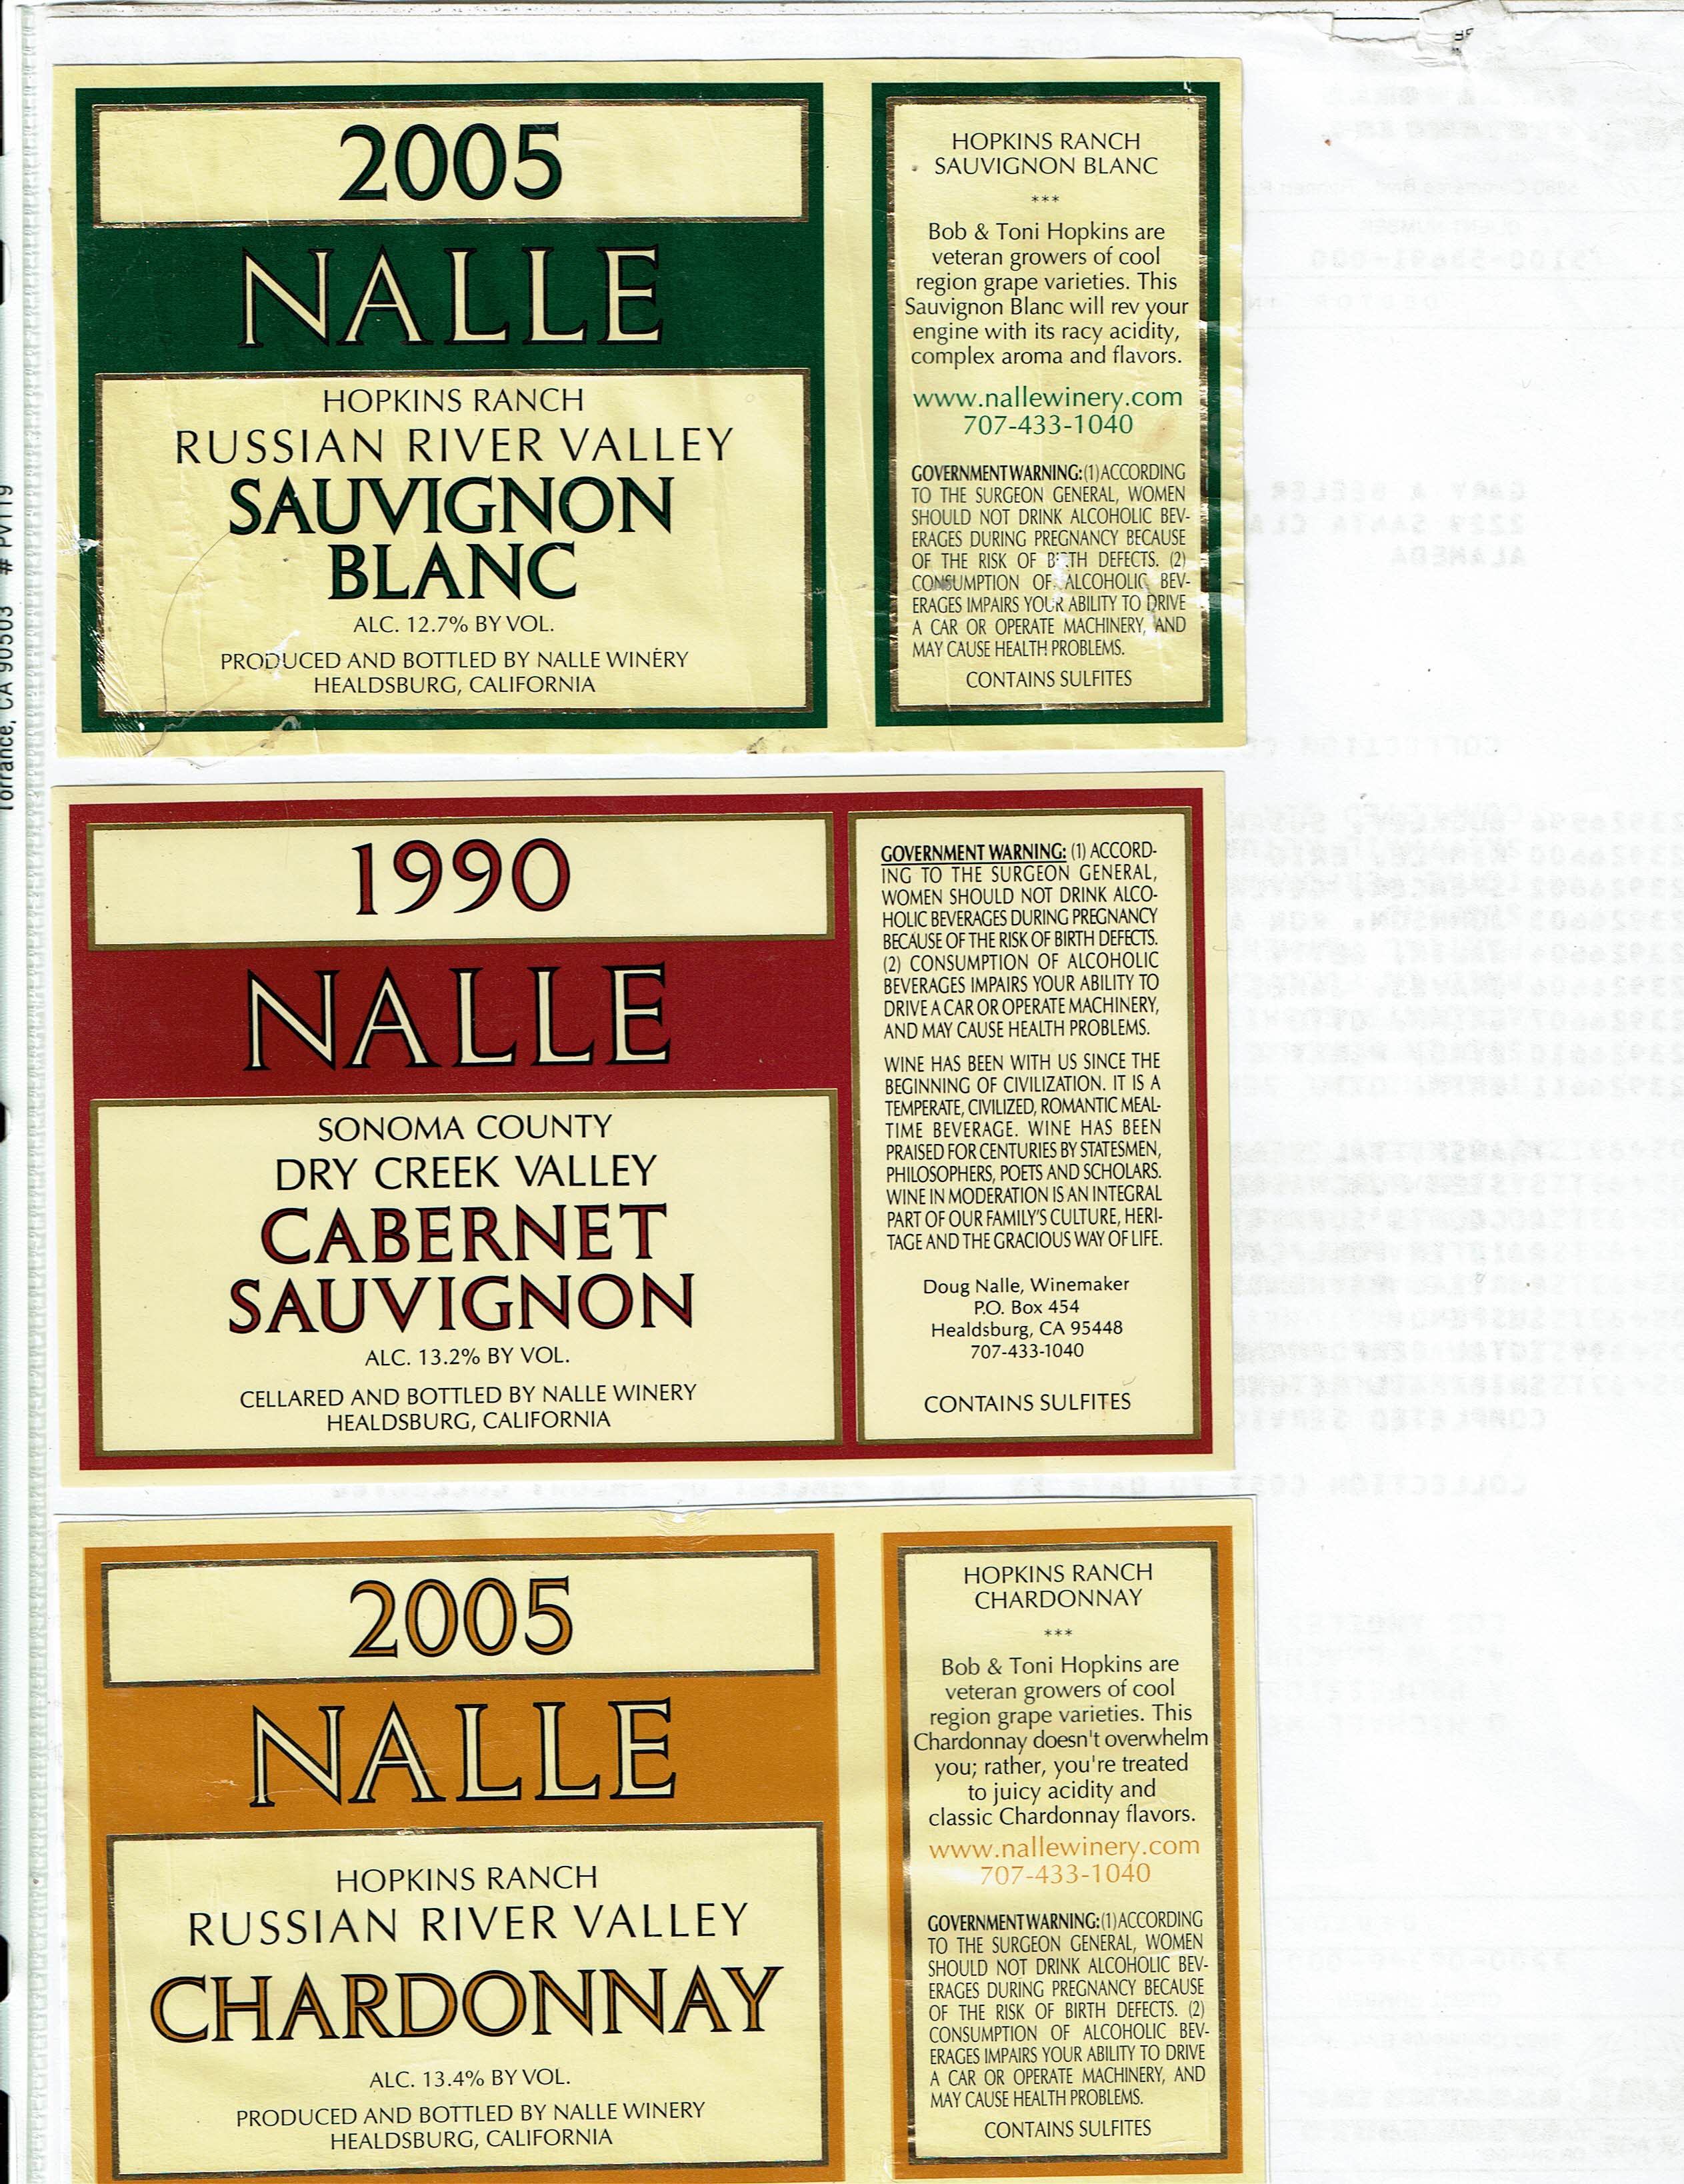 2005
NALLE
HOPKINS RANCH
RUSSIAN RIVER VALLEY
SAUVIGNON
BLANC
ALC. 12.7% BY VOL.
PRODUCED AND BOTTLED BY NALLE WINERY
HEALDSBURG, CALIFORNIA
HOPKINS RANCH
SAUVIGNON BLANC
***
Bob & Toni Hopkins are
veteran growers of cool
region grape varieties. This
Sauvignon Blanc will rev your
engine with its racy acidity,
complex aroma and flavors.
www.nallewinery.com
707-433-1040
GOVERNMENT WARNING: (1) ACCORDING
TO THE SURGEON GENERAL, WOMEN
SHOULD NOT DRINK ALCOHOLIC BEV-
ERAGES DURING PREGNANCY BECAUSE
OF THE RISK OF BIRTH DEFECTS. (2)
CONSUMPTION OF ALCOHOLIC BEV-
ERAGES IMPAIRS YOUR ABILITY TO DRIVE
A CAR OR OPERATE MACHINERY, AND
MAY CAUSE HEALTH PROBLEMS.
CONTAINS SULFITES
1990
NALLE
SONOMA COUNTY
DRY CREEK VALLEY
CABERNET
SAUVIGNON
ALC. 13.2% BY VOL.
CELLARED AND BOTTLED BY NALLE WINERY
HEALDSBURG, CALIFORNIA
GOVERNMENT WARNING: (1) ACCORD-
ING TO THE SURGEON GENERAL,
WOMEN SHOULD NOT DRINK ALCO-
HOLIC BEVERAGES DURING PREGNANCY
BECAUSE OF THE RISK OF BIRTH DEFECTS.
(2) CONSUMPTION OF ALCOHOLIC
BEVERAGES IMPAIRS YOUR ABILITY TO
DRIVE A CAR OR OPERATE MACHINERY,
AND MAY CAUSE HEALTH PROBLEMS.
WINE HAS BEEN WITH US SINCE THE
BEGINNING OF CIVILIZATION. IT IS A
TEMPERATE, CIVILIZED, ROMANTIC MEAL-
TIME BEVERAGE. WINE HAS BEEN
PRAISED FOR CENTURIES BY STATESMEN,
PHILOSOPHERS, POETS AND SCHOLARS.
WINE IN MODERATION IS AN INTEGRAL
PART OF OUR FAMILY'S CULTURE, HERI-
TAGE AND THE GRACIOUS WAY OF LIFE.
Doug Nalle, Winemaker
P.O. Box 454
Healdsburg, CA 95448
707-433-1040
CONTAINS SULFITES
2005
NALLE
HOPKINS RANCH
RUSSIAN RIVER VALLEY
CHARDONNAY
ALC. 13.4% BY VOL.
PRODUCED AND BOTTLED BY NALLE WINERY
HEALDSBURG, CALIFORNIA
HOPKINS RANCH
CHARDONNAY
***
Bob & Toni Hopkins are
veteran growers of cool
region grape varieties. This
Chardonnay doesn't overwhelm
you; rather, you're treated
to juicy acidity and
classic Chardonnay flavors.
www.nallewinery.com
707-433-1040
GOVERNMENT WARNING: (1) ACCORDING
TO THE SURGEON GENERAL, WOMEN
SHOULD NOT DRINK ALCOHOLIC BEV-
ERAGES DURING PREGNANCY BECAUSE
OF THE RISK OF BIRTH DEFECTS. (2)
CONSUMPTION OF ALCOHOLIC BEV-
ERAGES IMPAIRS YOUR ABILITY TO DRIVE
A CAR OR OPERATE MACHINERY, AND
MAY CAUSE HEALTH PROBLEMS.
CONTAINS SULFITES
Torrance, CA 90503 # PV119